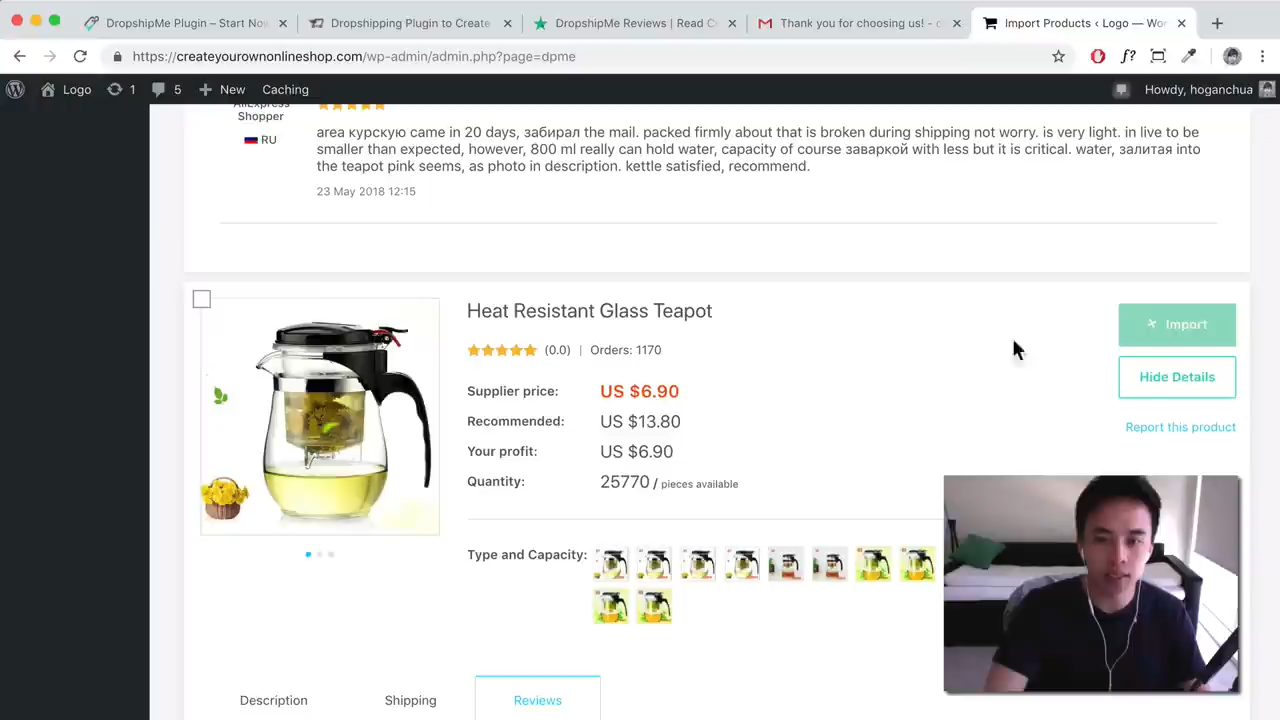 DropshipMe Plugin – Start Now
Dropshipping Plugin to Create
DropshipMe Reviews | Read C
Thank you for choosing us! - c
Import Products ‹ Logo — Wor
https://createyourownonlineshop.com/wp-admin/admin.php?page=dpme
f?
Logo
1
5
New
Caching
Howdy, hoganchua
AliExpress
Shopper
RU
area курскую came in 20 days, забирал the mail. packed firmly about that is broken during shipping not worry. is very light. in live to be
smaller than expected, however, 800 ml really can hold water, capacity of course заваркой with less but it is critical. water, залитая into
the teapot pink seems, as photo in description. kettle satisfied, recommend.
23 May 2018 12:15
Heat Resistant Glass Teapot
(0.0) | Orders: 1170
Supplier price: US $6.90
Recommended: US $13.80
Your profit: US $6.90
Quantity: 25770 / pieces available
Import
Hide Details
Report this product
Type and Capacity:
Description
Shipping
Reviews